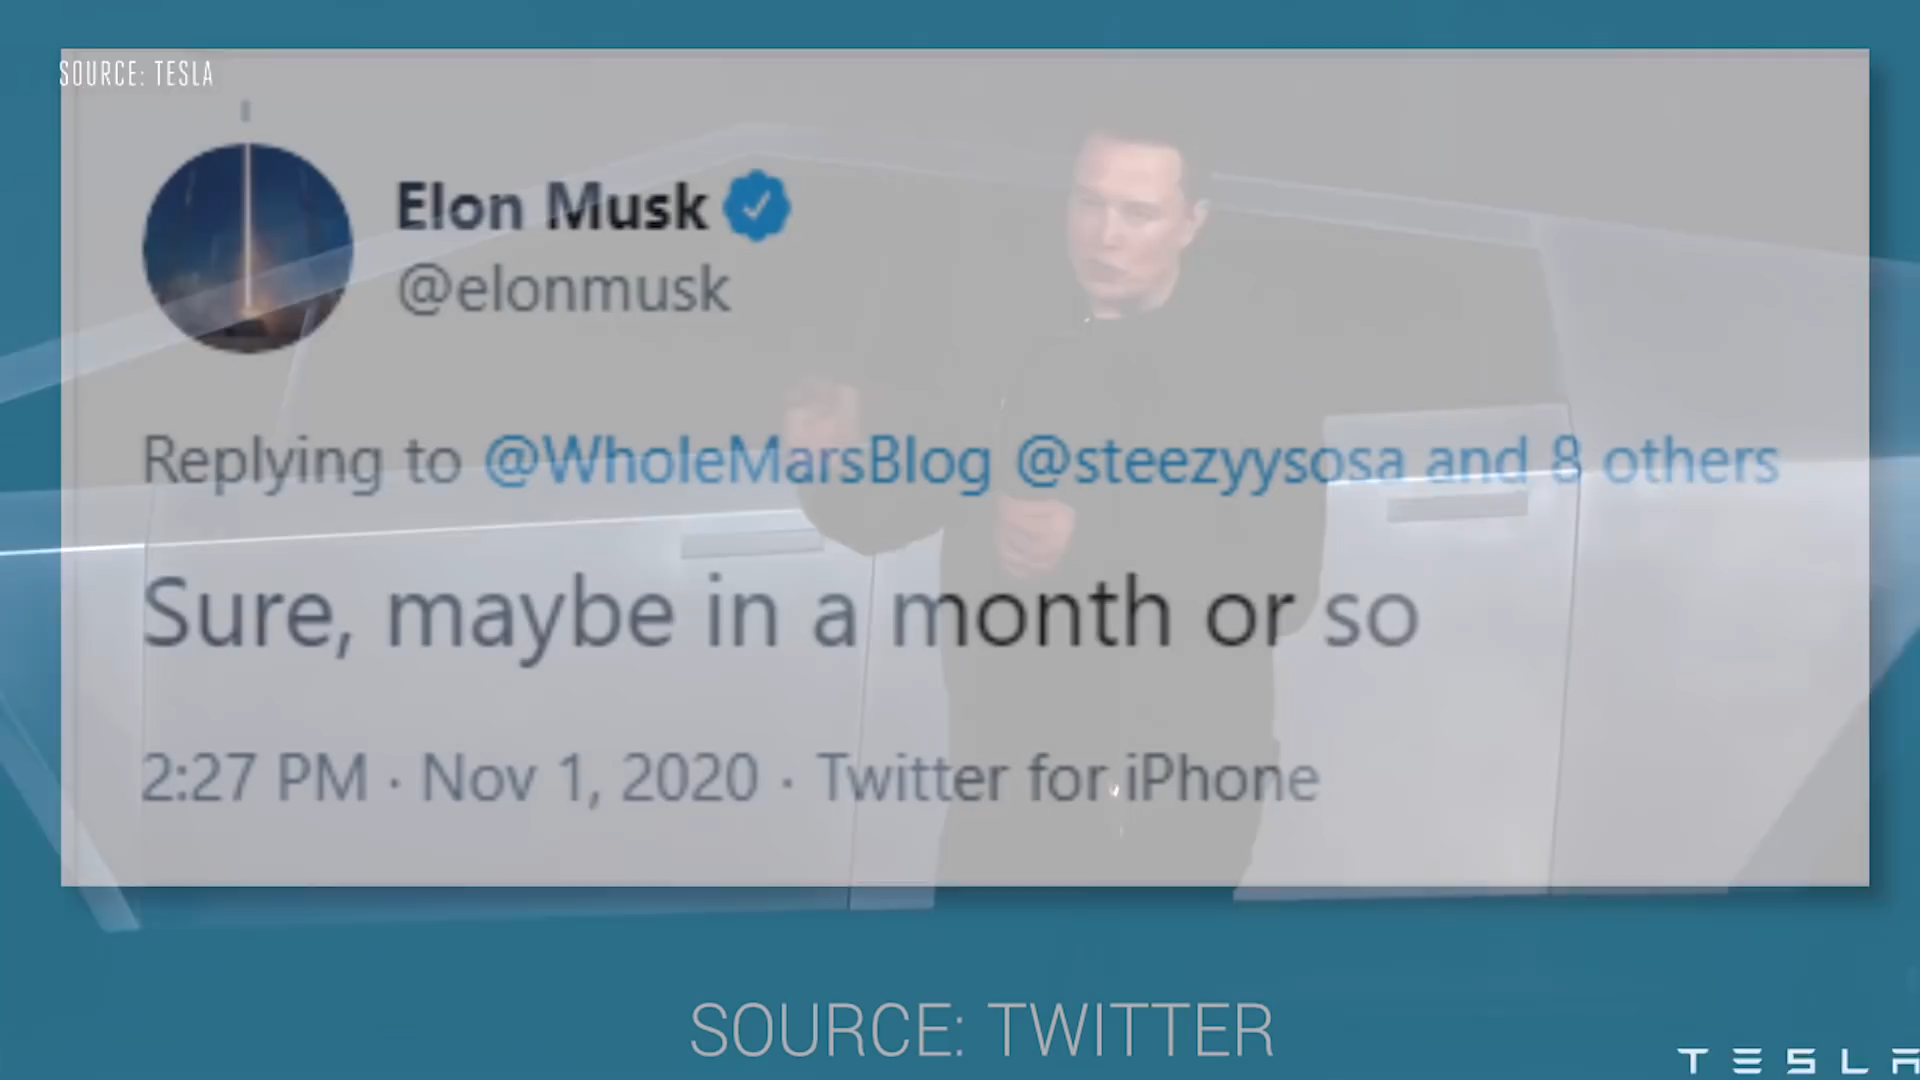 SOURCE: TESLA
Elon Musk
@elonmusk
Replying to @WholeMarsBlog @steezyysosa and 8 others
Sure, maybe in a month or so
2:27 PM · Nov 1, 2020 · Twitter for iPhone
SOURCE: TWITTER
TESLA